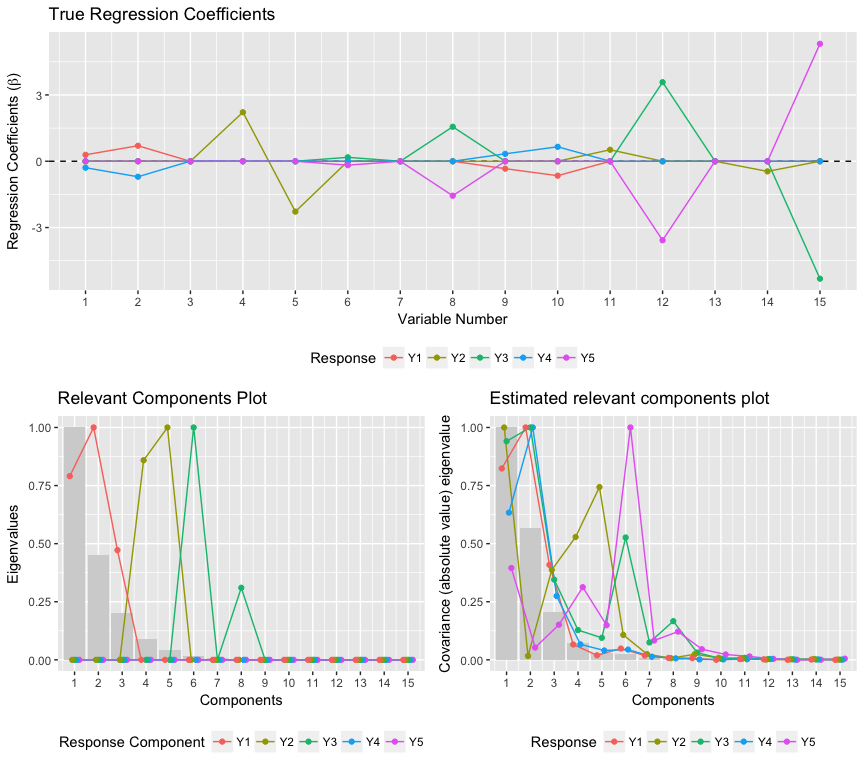 True Regression Coefficients
Regression Coefficients (β)
3
0
-3
1 2 3 4 5 6 7 8 9 10 11 12 13 14 15
Variable Number
Response Y1 Y2 Y3 Y4 Y5
Relevant Components Plot
Eigenvalues
1.00
0.75
0.50
0.25
0.00
1 2 3 4 5 6 7 8 9 10 11 12 13 14 15
Components
Response Component Y1 Y2 Y3 Y4 Y5
Estimated relevant components plot
Covariance (absolute value) eigenvalue
1.00
0.75
0.50
0.25
0.00
1 2 3 4 5 6 7 8 9 10 11 12 13 14 15
Components
Response Y1 Y2 Y3 Y4 Y5